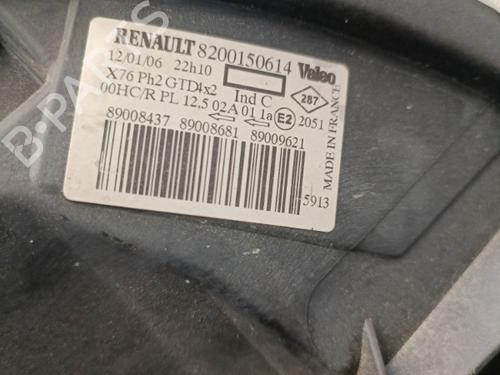 RENAULT 8200150614 Valeo
12/01/06 22h10
X76 Ph2 GTD4x2 Ind C 287
00HC/R PL 12,5 02A 01 1a E2 2051
89008437 89008681 89009621
5913
MADE IN FRANCE
B-PARTS